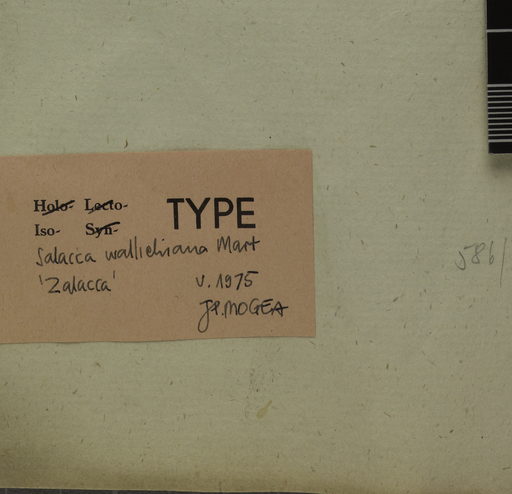 Holo- Lecto- TYPE
Iso- Syn-
Salacca wallichiana Mart
'Zalacca' V. 1975
JP. MOGEA
586/